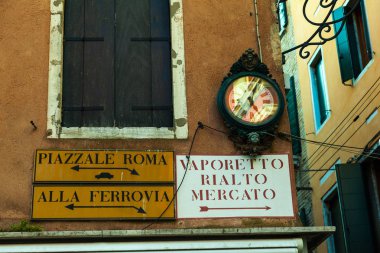 PIAZZALE ROMA
ALLA FERROVIA
VAPORETTO
RIALTO
MERCATO